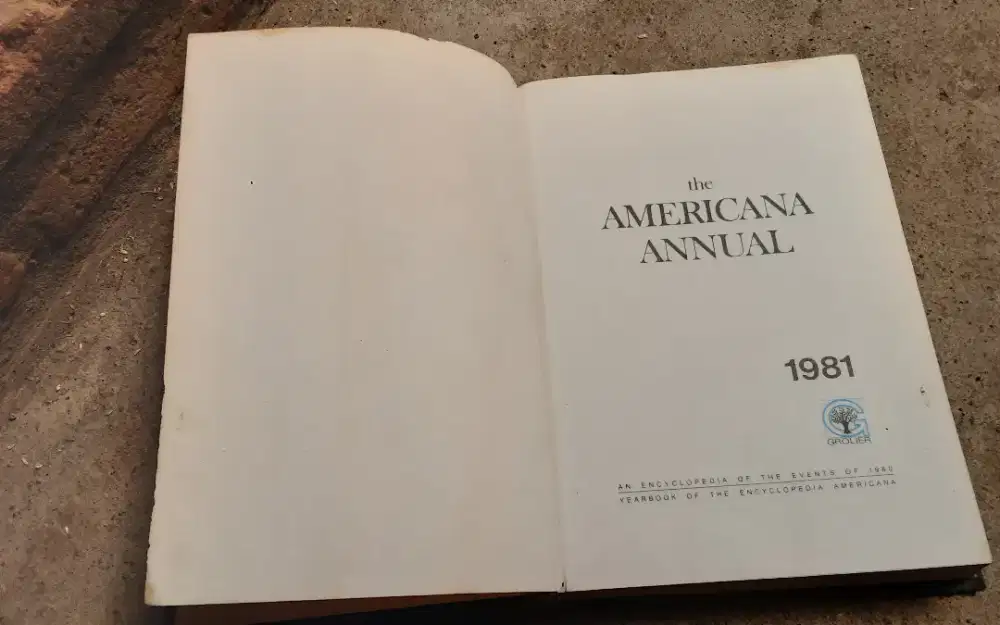 the
AMERICANA
ANNUAL
1981
GROLIER
AN ENCYCLOPEDIA OF THE EVENTS OF 1980
YEARBOOK OF THE ENCYCLOPEDIA AMERICANA